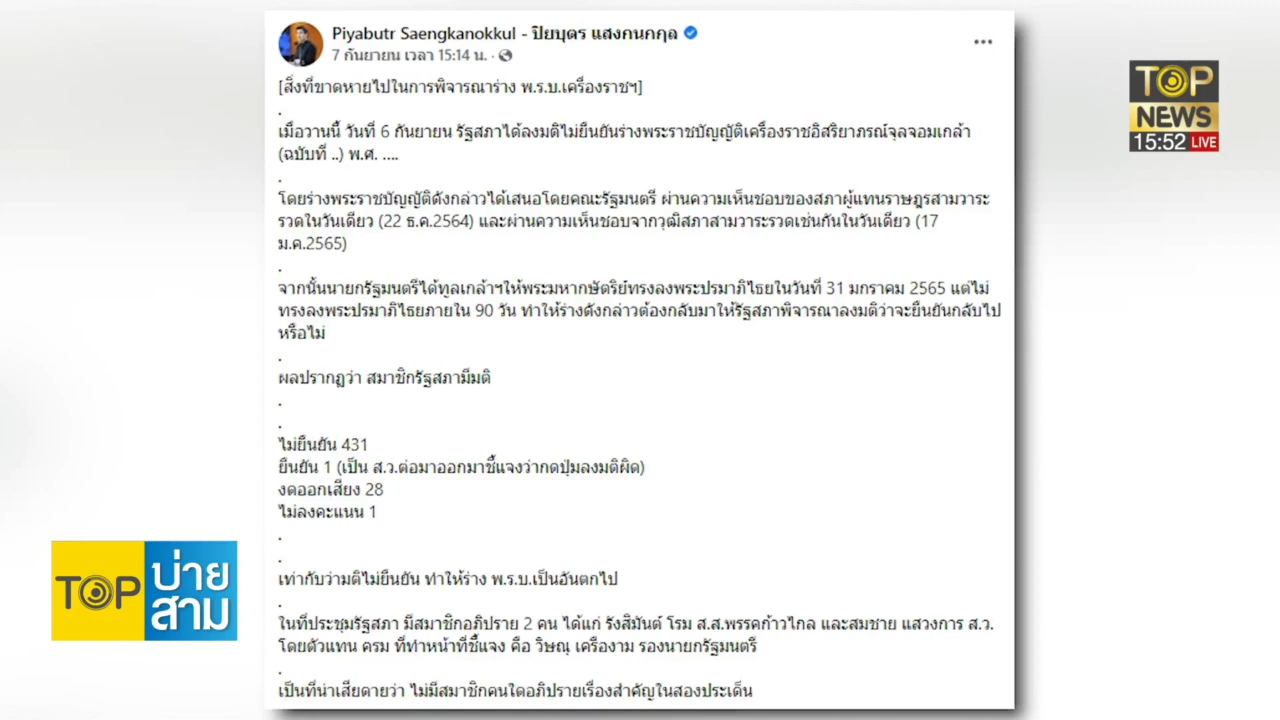 Piyabutr Saengkanokkul - ปิยบุตร แสงกนกกุล
7 กันยายน เวลา 15:14 น. ·
[สิ่งที่ขาดหายไปในการพิจารณาร่าง พ.ร.บ.เครื่องราชฯ]
.
เมื่อวานนี้ วันที่ 6 กันยายน รัฐสภาได้ลงมติไม่ยืนยันร่างพระราชบัญญัติเครื่องราชอิสริยาภรณ์จุลจอมเกล้า
(ฉบับที่ ..) พ.ศ. ....
.
โดยร่างพระราชบัญญัติดังกล่าวได้เสนอโดยคณะรัฐมนตรี ผ่านความเห็นชอบของสภาผู้แทนราษฎรสามวาระ
รวดในวันเดียว (22 ธ.ค.2564) และผ่านความเห็นชอบจากวุฒิสภาสามวาระรวดเช่นกันในวันเดียว (17
ม.ค.2565)
.
จากนั้นนายกรัฐมนตรีได้ทูลเกล้าฯให้พระมหากษัตริย์ทรงลงพระปรมาภิไธยในวันที่ 31 มกราคม 2565 แต่ไม่
ทรงลงพระปรมาภิไธยภายใน 90 วัน ทำให้ร่างดังกล่าวต้องกลับมาให้รัฐสภาพิจารณาลงมติว่าจะยืนยันกลับไป
หรือไม่
.
ผลปรากฏว่า สมาชิกรัฐสภามีมติ
.
.
ไม่ยืนยัน 431
ยืนยัน 1 (เป็น ส.ว.ต่อมาออกมาชี้แจงว่ากดปุ่มลงมติผิด)
งดออกเสียง 28
ไม่ลงคะแนน 1
.
.
เท่ากับว่ามติไม่ยืนยัน ทำให้ร่าง พ.ร.บ.เป็นอันตกไป
.
ในที่ประชุมรัฐสภา มีสมาชิกอภิปราย 2 คน ได้แก่ รังสิมันต์ โรม ส.ส.พรรคก้าวไกล และสมชาย แสวงการ ส.ว.
โดยตัวแทน ครม ที่ทำหน้าที่ชี้แจง คือ วิษณุ เครืองาม รองนายกรัฐมนตรี
.
เป็นที่น่าเสียดายว่า ไม่มีสมาชิกคนใดอภิปรายเรื่องสำคัญในสองประเด็น
TOP
NEWS
15:52 LIVE
TOP
บ่าย
สาม